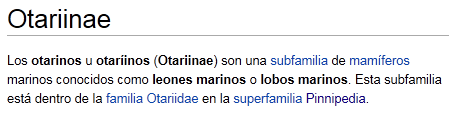 Otariinae
Los otarinos u otaríinos (Otariinae) son una subfamilia de mamíferos
marinos conocidos como leones marinos o lobos marinos. Esta subfamilia
está dentro de la familia Otariidae en la superfamilia Pinnipedia.